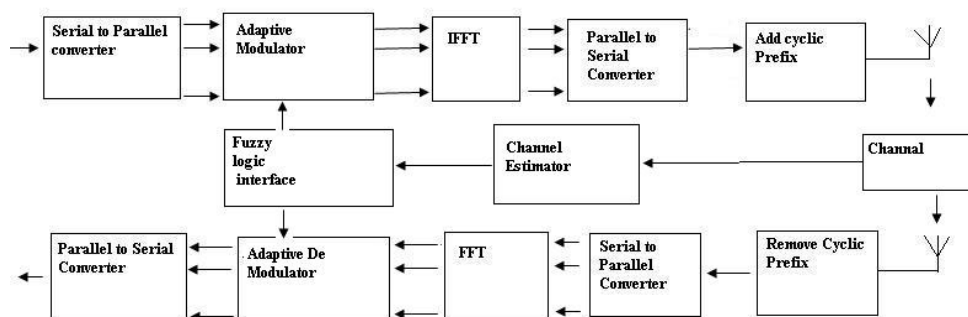 Serial to Parallel
converter
Adaptive
Modulator
IFFT
Parallel to
Serial
Converter
Add cyclic
Prefix
Fuzzy
logic
interface
Channel
Estimator
Channal
Parallel to Serial
Converter
Adaptive De
Modulator
FFT
Serial to
Parallel
Converter
Remove Cyclic
Prefix